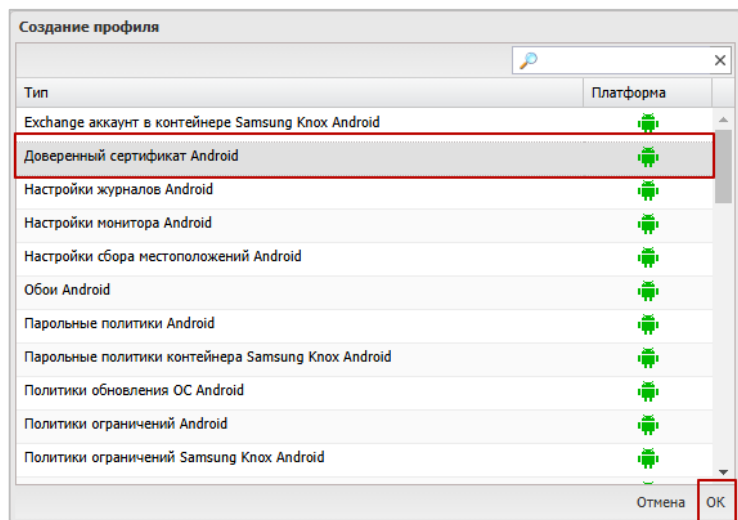 Создание профиля
Тип Платформа
Exchange аккаунт в контейнере Samsung Knox Android
Доверенный сертификат Android
Настройки журналов Android
Настройки монитора Android
Настройки сбора местоположений Android
Обои Android
Парольные политики Android
Парольные политики контейнера Samsung Knox Android
Политики обновления ОС Android
Политики ограничений Android
Политики ограничений Samsung Knox Android
Отмена ОК